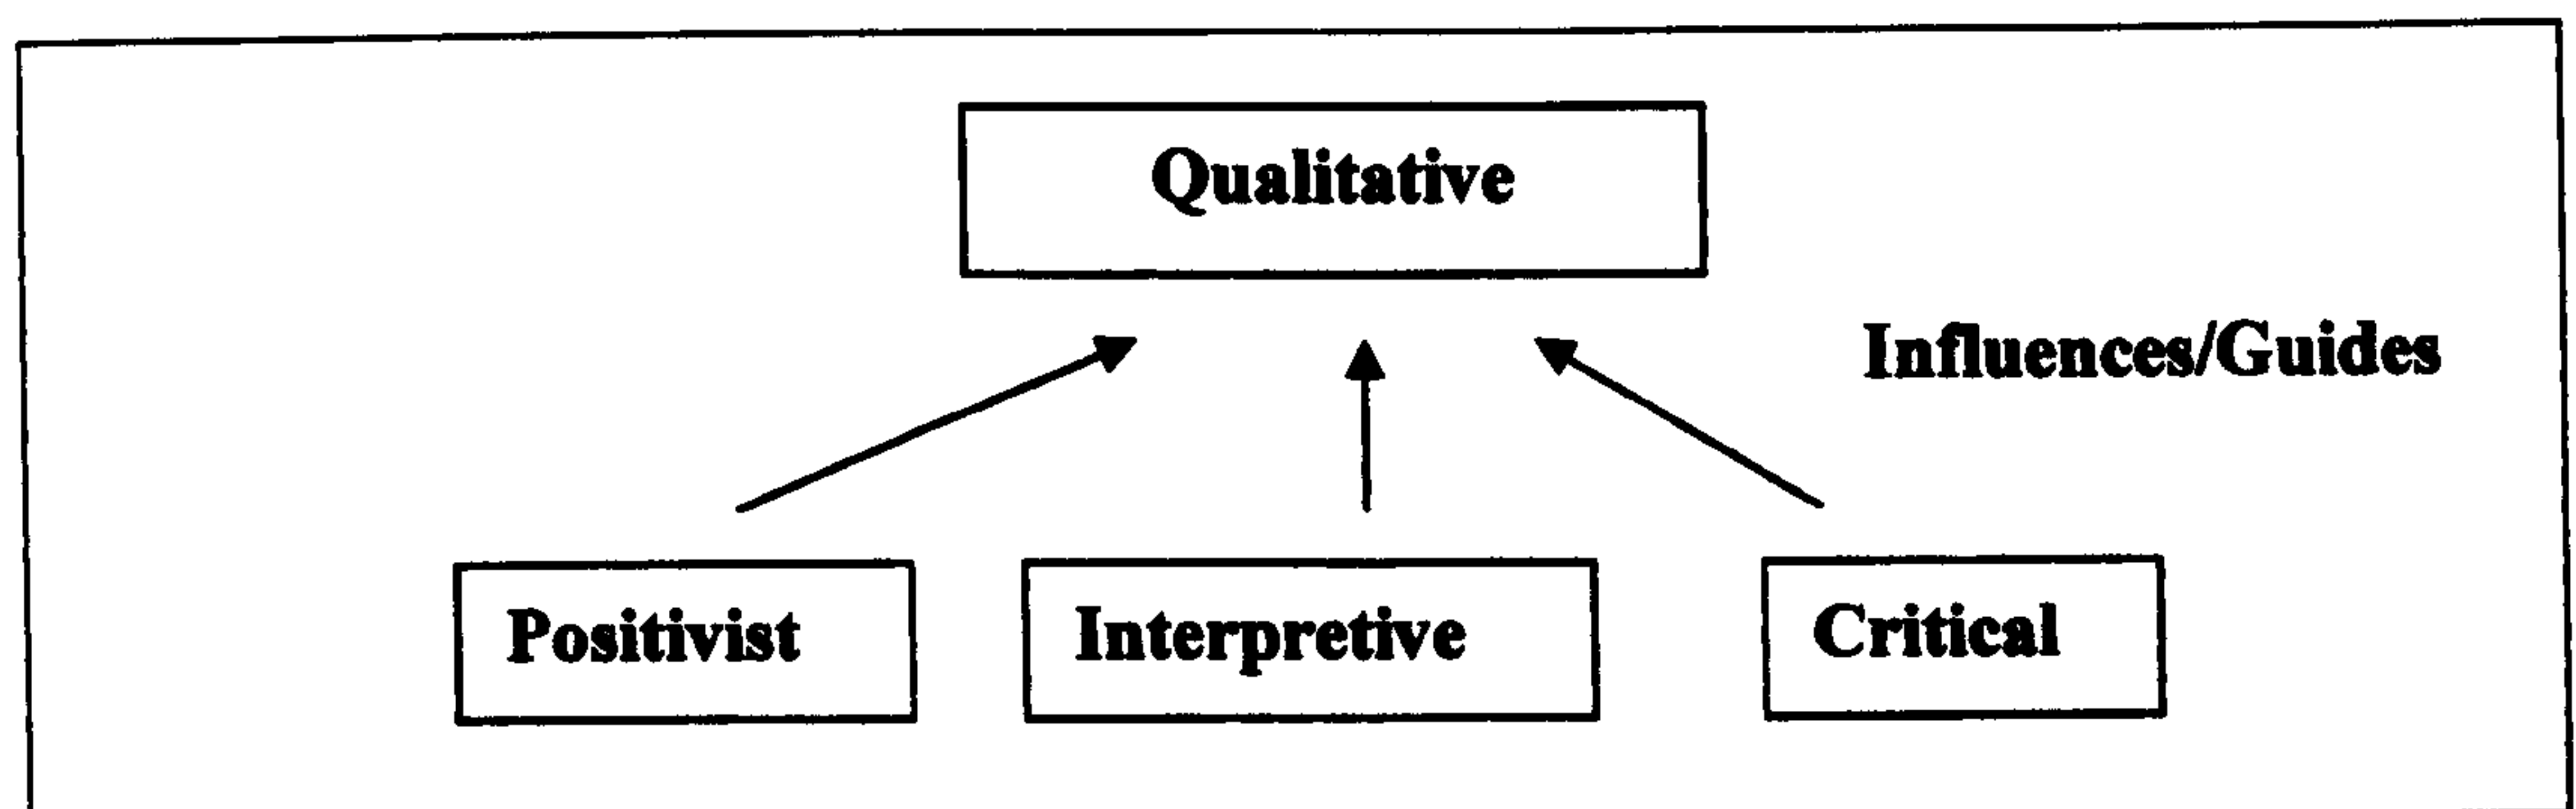 Qualitative
Influences/Guides
Positivist
Interpretive
Critical